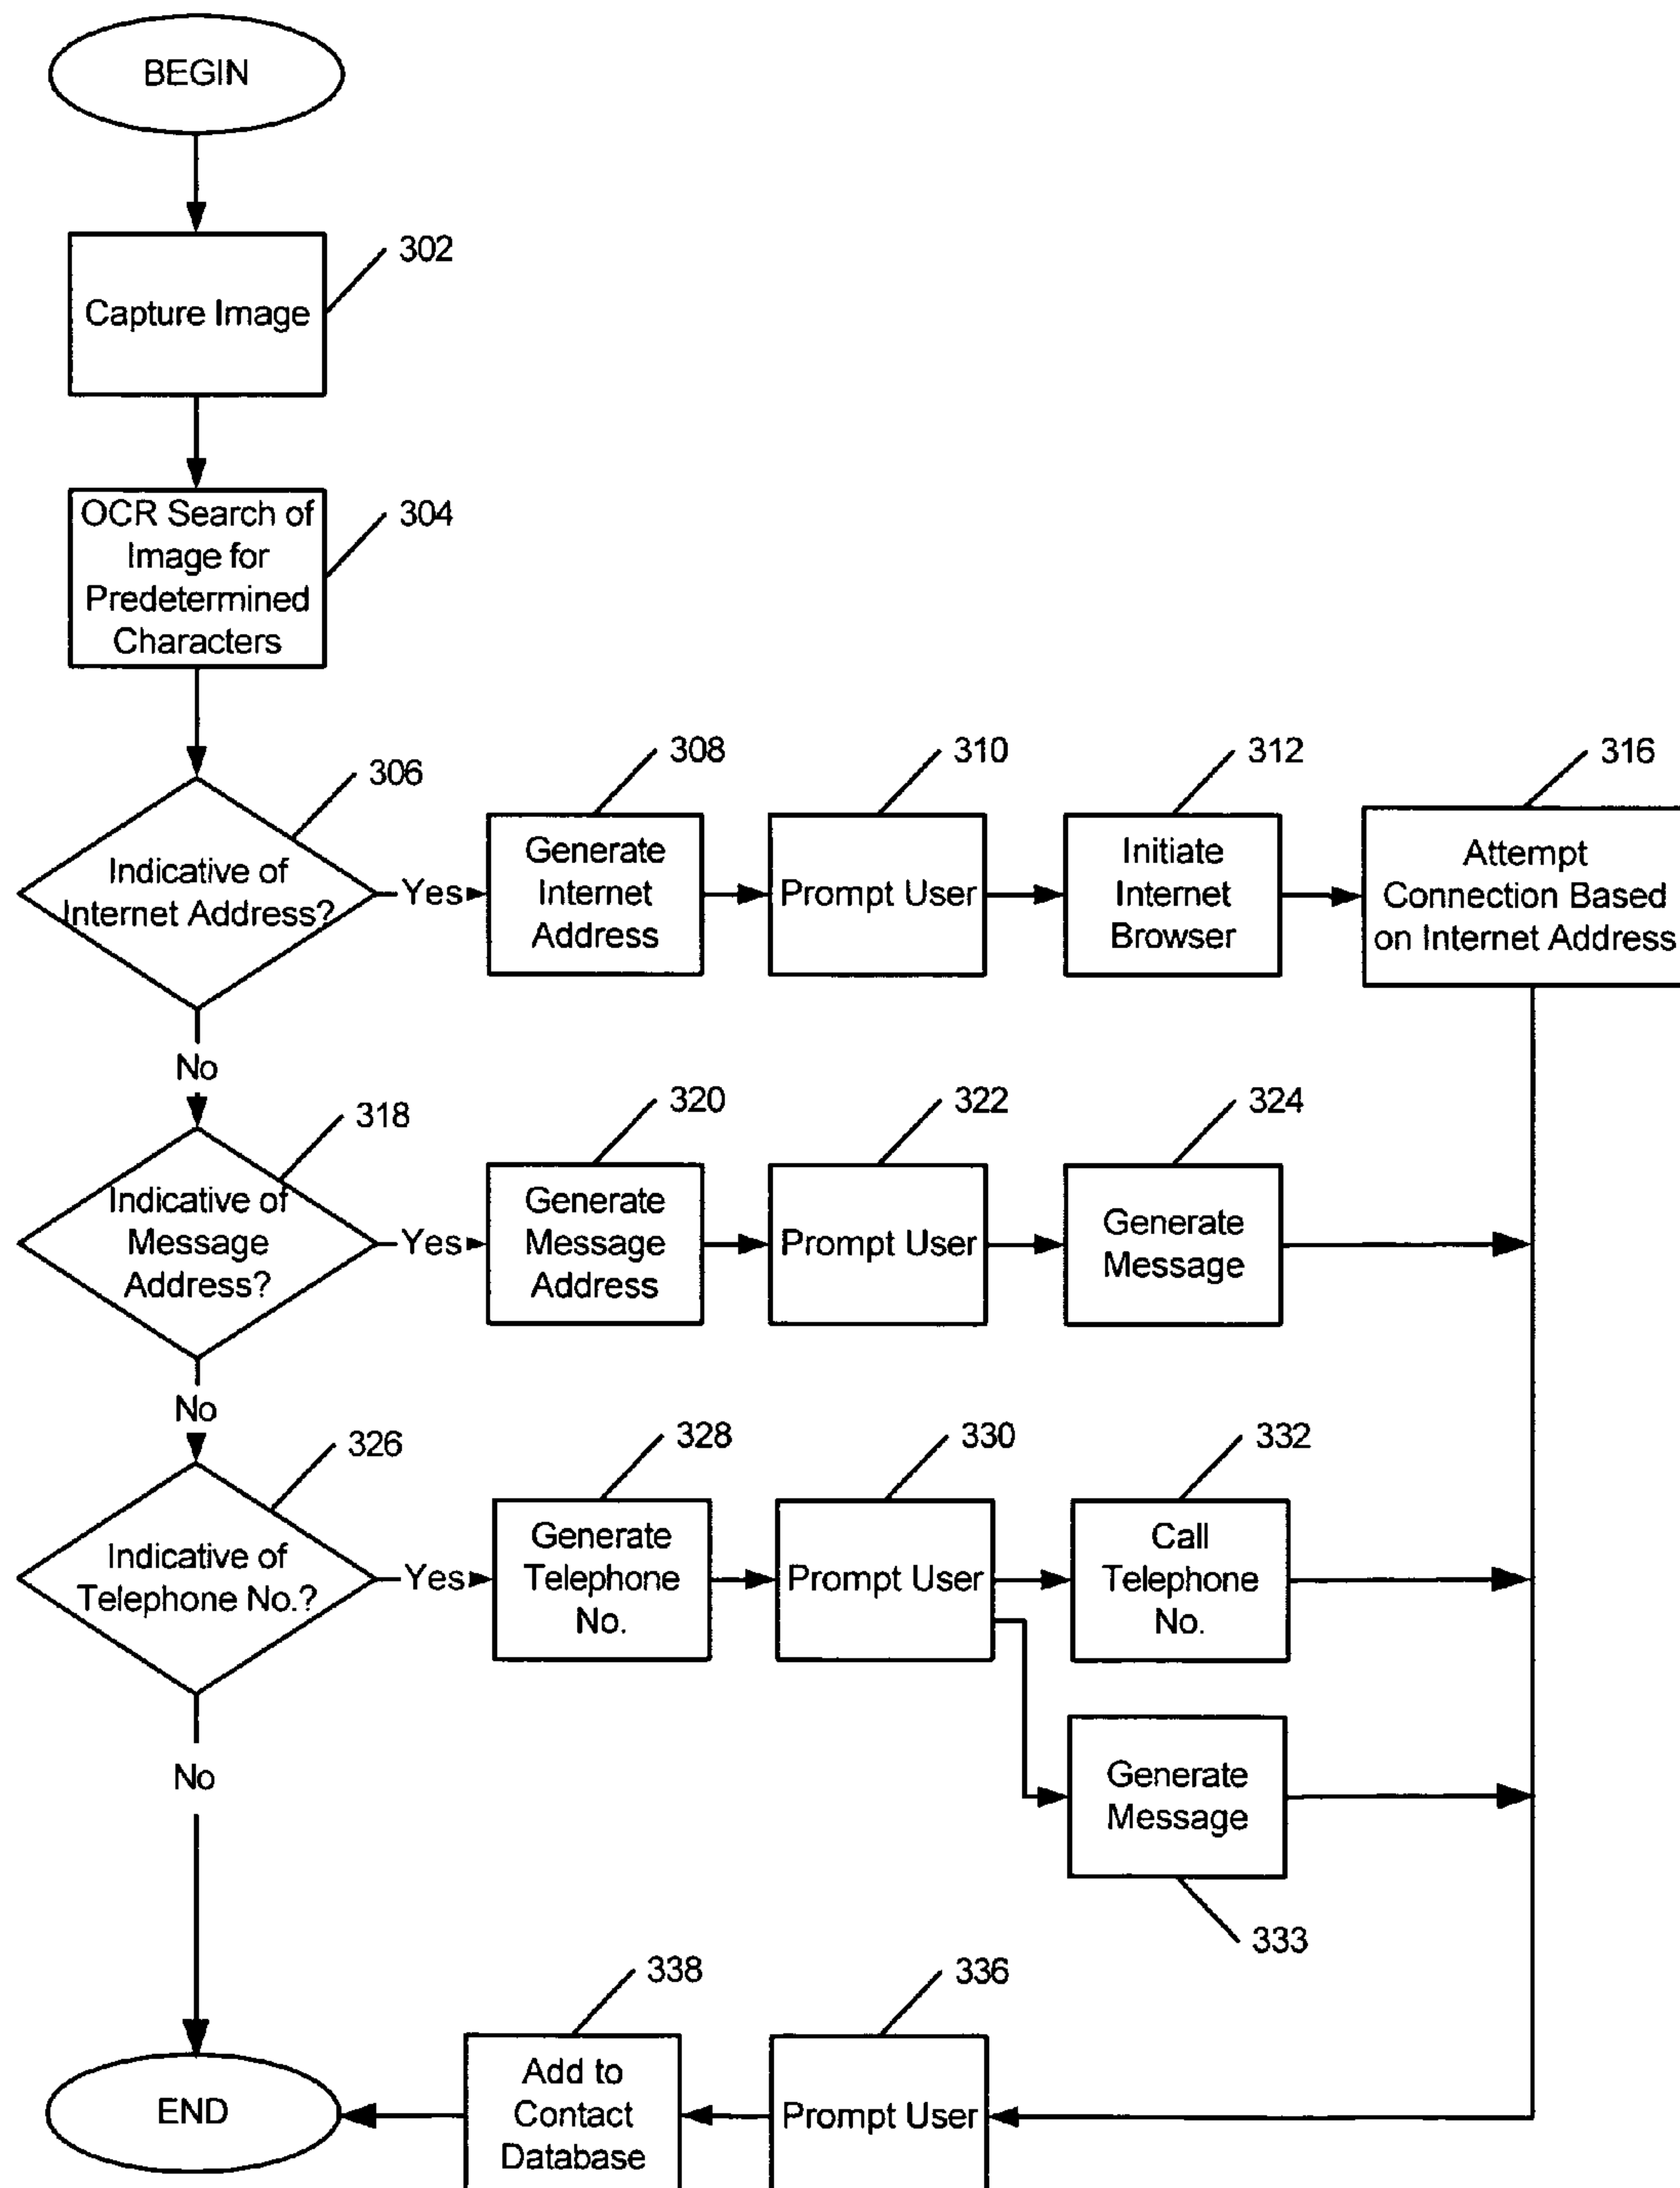 BEGIN
302
Capture Image
304
OCR Search of
Image for
Predetermined
Characters
306
Indicative of
Internet Address?
Yes
308
Generate
Internet
Address
310
Prompt User
312
Initiate
Internet
Browser
316
Attempt
Connection Based
on Internet Address
No
318
Indicative of
Message
Address?
Yes
320
Generate
Message
Address
322
Prompt User
324
Generate
Message
No
326
Indicative of
Telephone No.?
Yes
328
Generate
Telephone
No.
330
Prompt User
332
Call
Telephone
No.
No
Generate
Message
333
338
Add to
Contact
Database
336
Prompt User
END